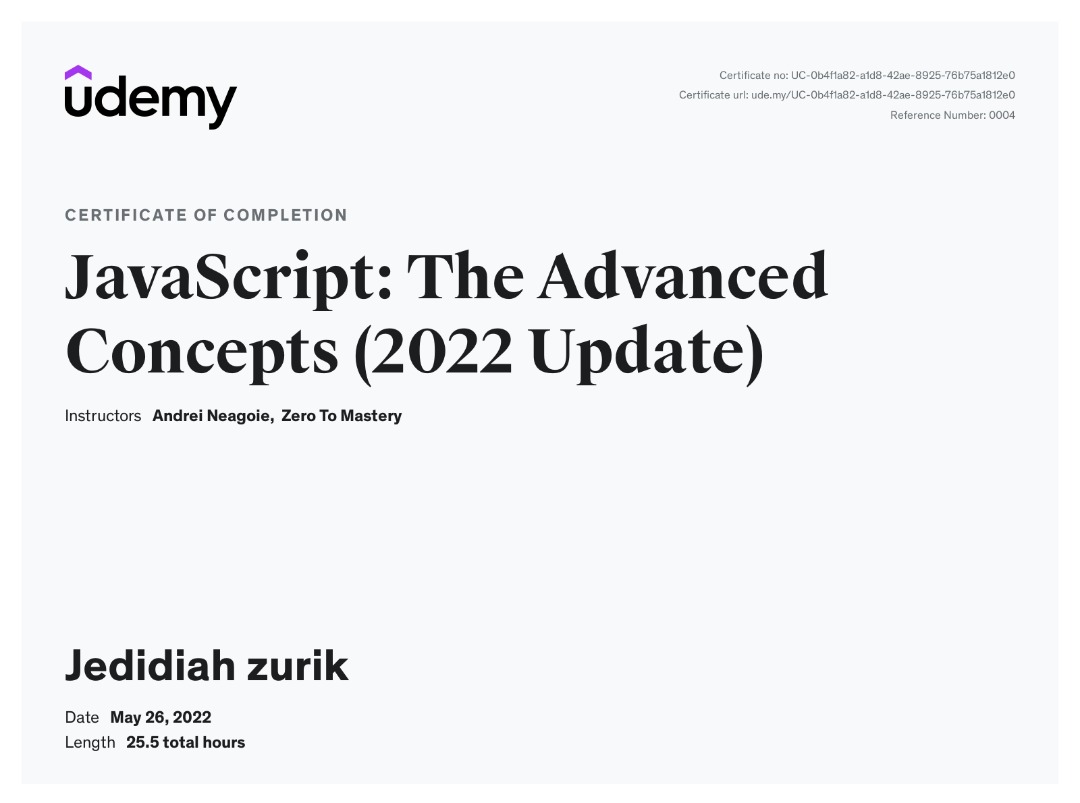 udemy
Certificate no: UC-0b4f1a82-a1d8-42ae-8925-76b75a1812e0
Certificate url: ude.my/UC-0b4f1a82-a1d8-42ae-8925-76b75a1812e0
Reference Number: 0004
CERTIFICATE OF COMPLETION
JavaScript: The Advanced
Concepts (2022 Update)
Instructors Andrei Neagoie, Zero To Mastery
Jedidiah zurik
Date May 26, 2022
Length 25.5 total hours